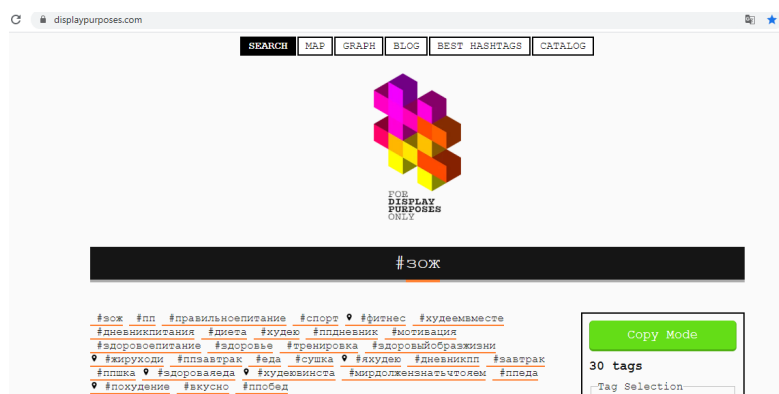 displaypurposes.com
SEARCH MAP GRAPH BLOG BEST HASHTAGS CATALOG
FOR
DISPLAY
PURPOSES
ONLY
#зож
#зож #пп #правильноепитание #спорт #фитнес #худеемвместе
#дневникпитания #диета #худею #ппдневник #мотивация
#здоровоепитание #здоровье #тренировка #здоровыйобразжизни
#жируходи #ппзавтрак #еда #сушка #яхудею #дневникпп #завтрак
#ппшка #здороваяеда #худеювинста #мирдолжензнатьчтояем #ппеда
#похудение #вкусно #ппобед
Copy Mode
30 tags
Tag Selection